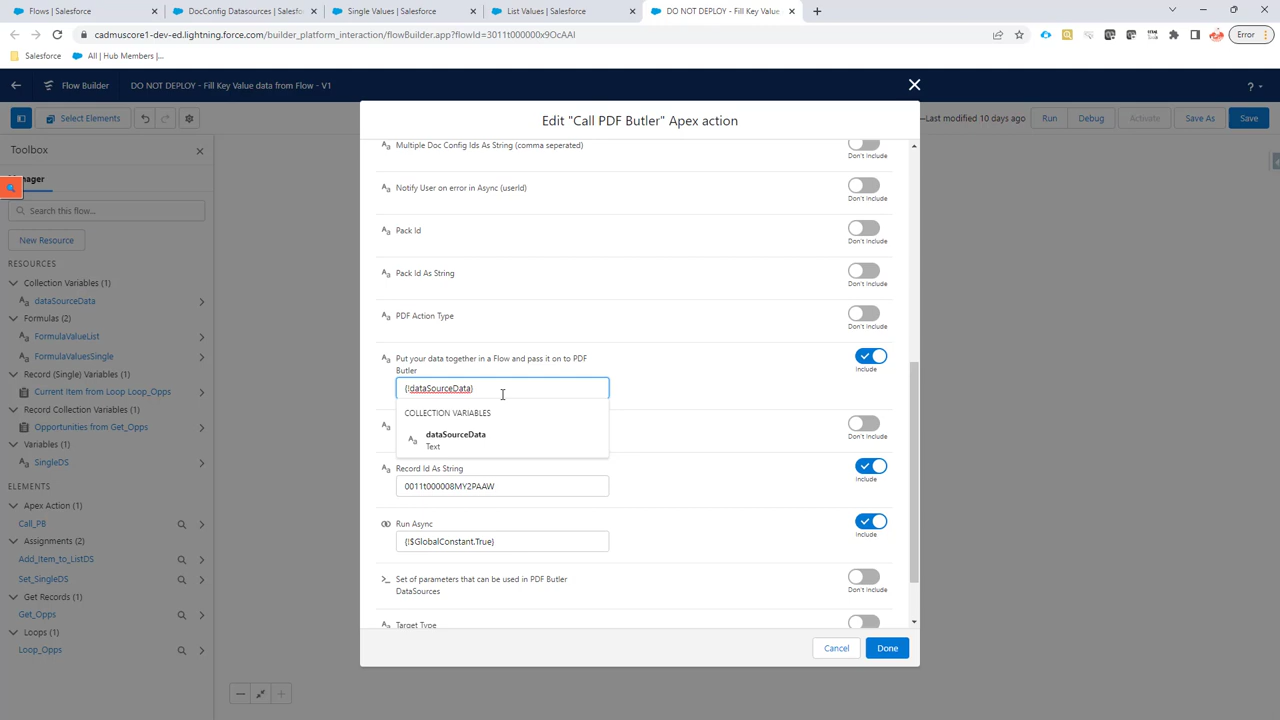 Flows | Salesforce
DocConfig Datasources | Salesfo
Single Values | Salesforce
List Values | Salesforce
DO NOT DEPLOY - Fill Key Value
cadmuscore1-dev-ed.lightning.force.com/builder_platform_interaction/flowBuilder.app?flowId=3011t000000x9OcAAI
Error
Salesforce
All | Hub Members |...
Flow Builder
DO NOT DEPLOY - Fill Key Value data from Flow - V1
?
Select Elements
—Last modified 10 days ago
Run
Debug
Activate
Save As
Save
Toolbox
nager
Search this flow...
New Resource
RESOURCES
Collection Variables (1)
dataSourceData
Formulas (2)
FormulaValueList
FormulaValuesSingle
Record (Single) Variables (1)
Current Item from Loop Loop_Opps
Record Collection Variables (1)
Opportunities from Get_Opps
Variables (1)
SingleDS
ELEMENTS
Apex Action (1)
Call_PB
Assignments (2)
Add_Item_to_ListDS
Set_SingleDS
Get Records (1)
Get_Opps
Loops (1)
Loop_Opps
Edit "Call PDF Butler" Apex action
Multiple Doc Config Ids As String (comma seperated)
Don't Include
Notify User on error in Async (userId)
Don't Include
Pack Id
Don't Include
Pack Id As String
Don't Include
PDF Action Type
Don't Include
Put your data together in a Flow and pass it on to PDF
Butler
Include
{!dataSourceData}
COLLECTION VARIABLES
dataSourceData
Text
Don't Include
Record Id As String
Include
0011t000008MY2PAAW
Run Async
Include
{!$GlobalConstant.True}
Set of parameters that can be used in PDF Butler
DataSources
Don't Include
Target Type
Cancel
Done